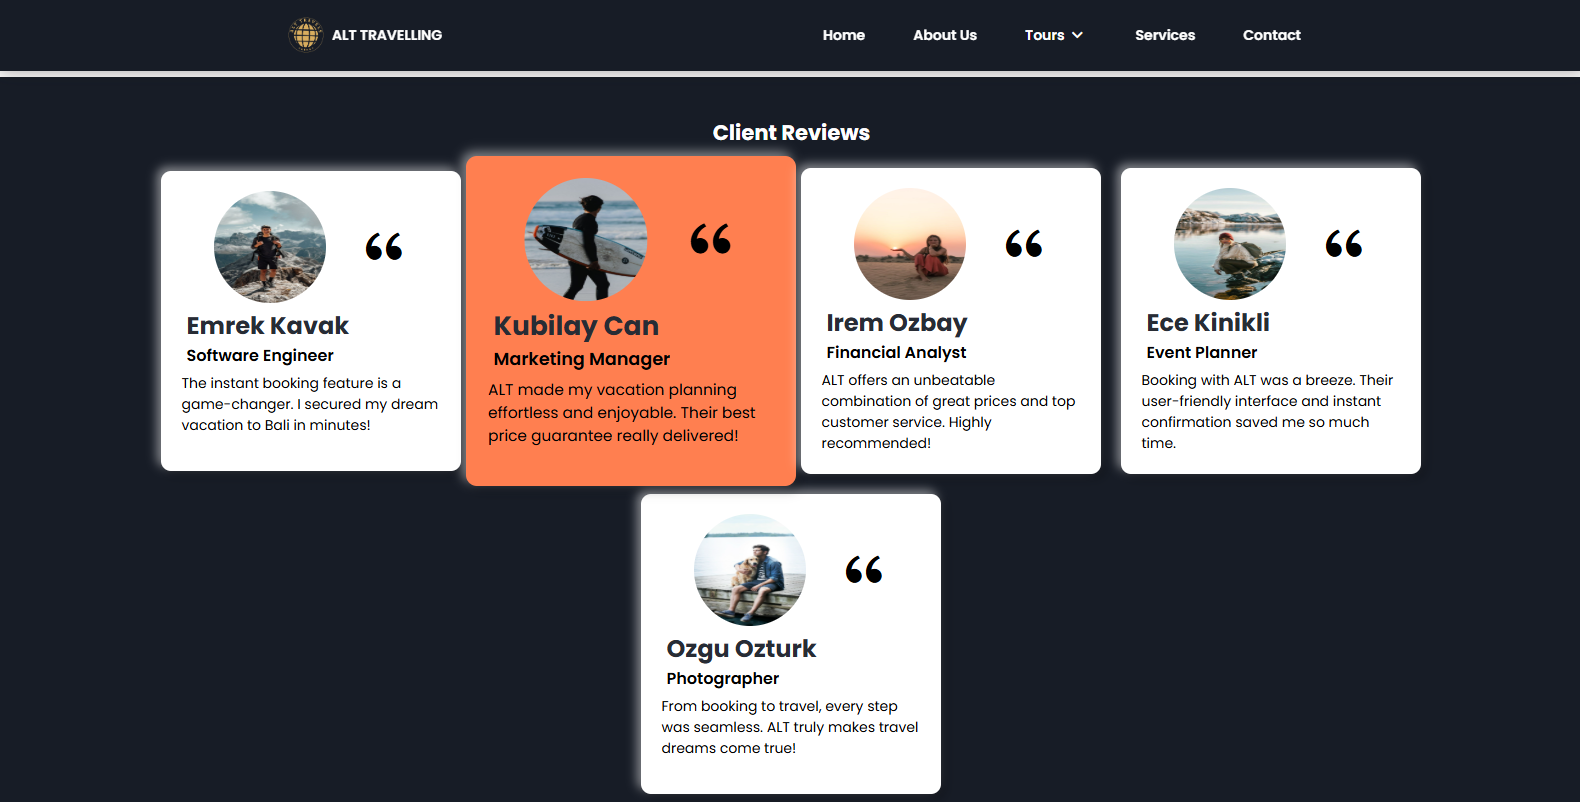 ALT TRAVELLING
Home
About Us
Tours
Services
Contact
Client Reviews
Emrek Kavak
Software Engineer
The instant booking feature is a
game-changer. I secured my dream
vacation to Bali in minutes!
Kubilay Can
Marketing Manager
ALT made my vacation planning
effortless and enjoyable. Their best
price guarantee really delivered!
Irem Ozbay
Financial Analyst
ALT offers an unbeatable
combination of great prices and top
customer service. Highly
recommended!
Ece Kinikli
Event Planner
Booking with ALT was a breeze. Their
user-friendly interface and instant
confirmation saved me so much
time.
Ozgu Ozturk
Photographer
From booking to travel, every step
was seamless. ALT truly makes travel
dreams come true!